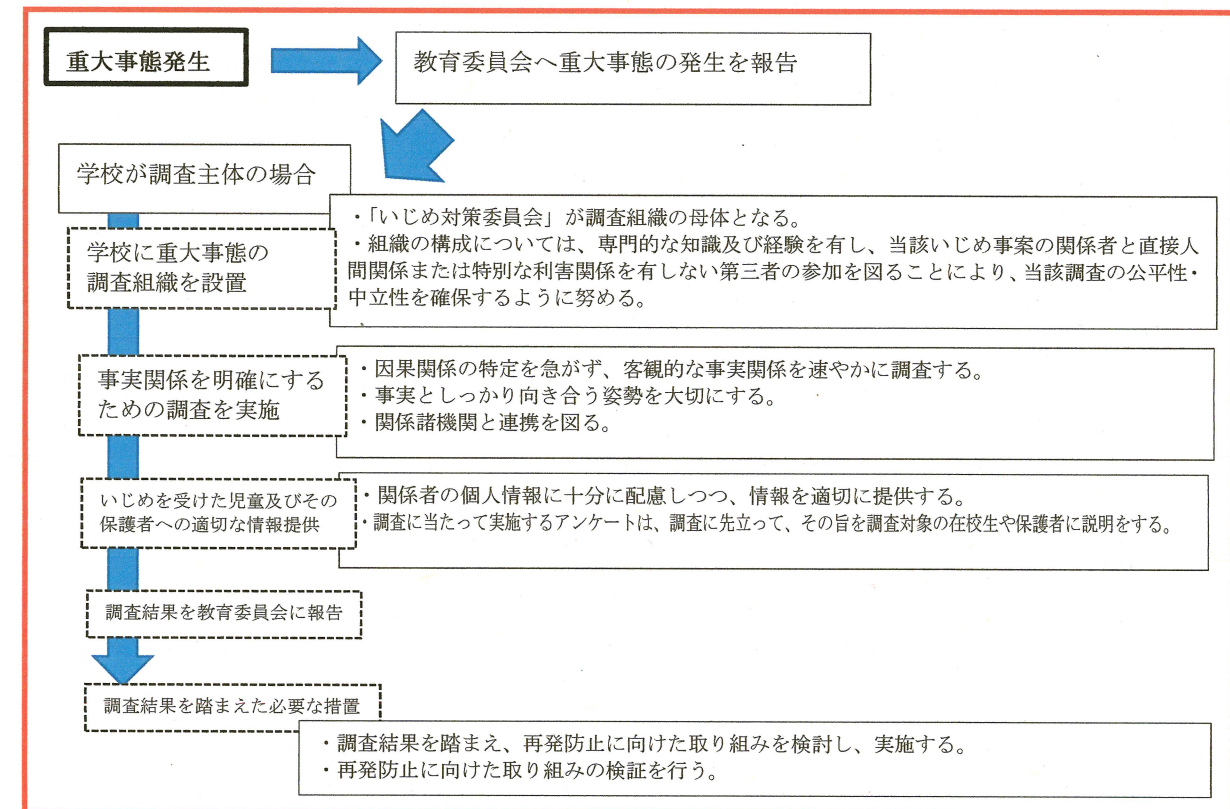 重大事態発生
教育委員会へ重大事態の発生を報告
学校が調査主体の場合
学校に重大事態の
調査組織を設置
・「いじめ対策委員会」が調査組織の母体となる。
・組織の構成については、専門的な知識及び経験を有し、当該いじめ事案の関係者と直接人
間関係または特別な利害関係を有しない第三者の参加を図ることにより、当該調査の公平性・
中立性を確保するように努める。
事実関係を明確にする
ための調査を実施
・因果関係の特定を急がず、客観的な事実関係を速やかに調査する。
・事実としっかり向き合う姿勢を大切にする。
・関係諸機関と連携を図る。
いじめを受けた児童及びその
保護者への適切な情報提供
・関係者の個人情報に十分に配慮しつつ、情報を適切に提供する。
・調査に当たって実施するアンケートは、調査に先立って、その旨を調査対象の在校生や保護者に説明をする。
調査結果を教育委員会に報告
調査結果を踏まえた必要な措置
・調査結果を踏まえ、再発防止に向けた取り組みを検討し、実施する。
・再発防止に向けた取り組みの検証を行う。